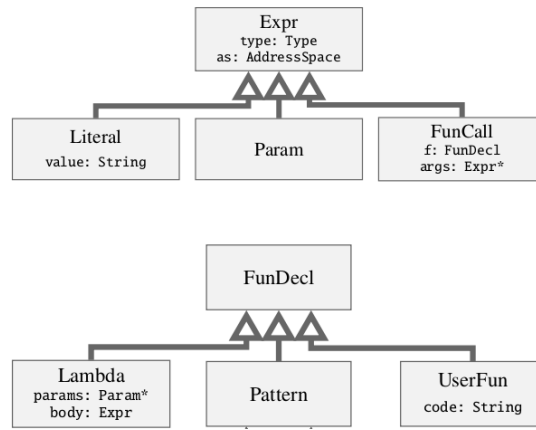 Expr
type: Type
as: AddressSpace
Literal
value: String
Param
FunCall
f: FunDecl
args: Expr*
FunDecl
Lambda
params: Param*
body: Expr
Pattern
UserFun
code: String